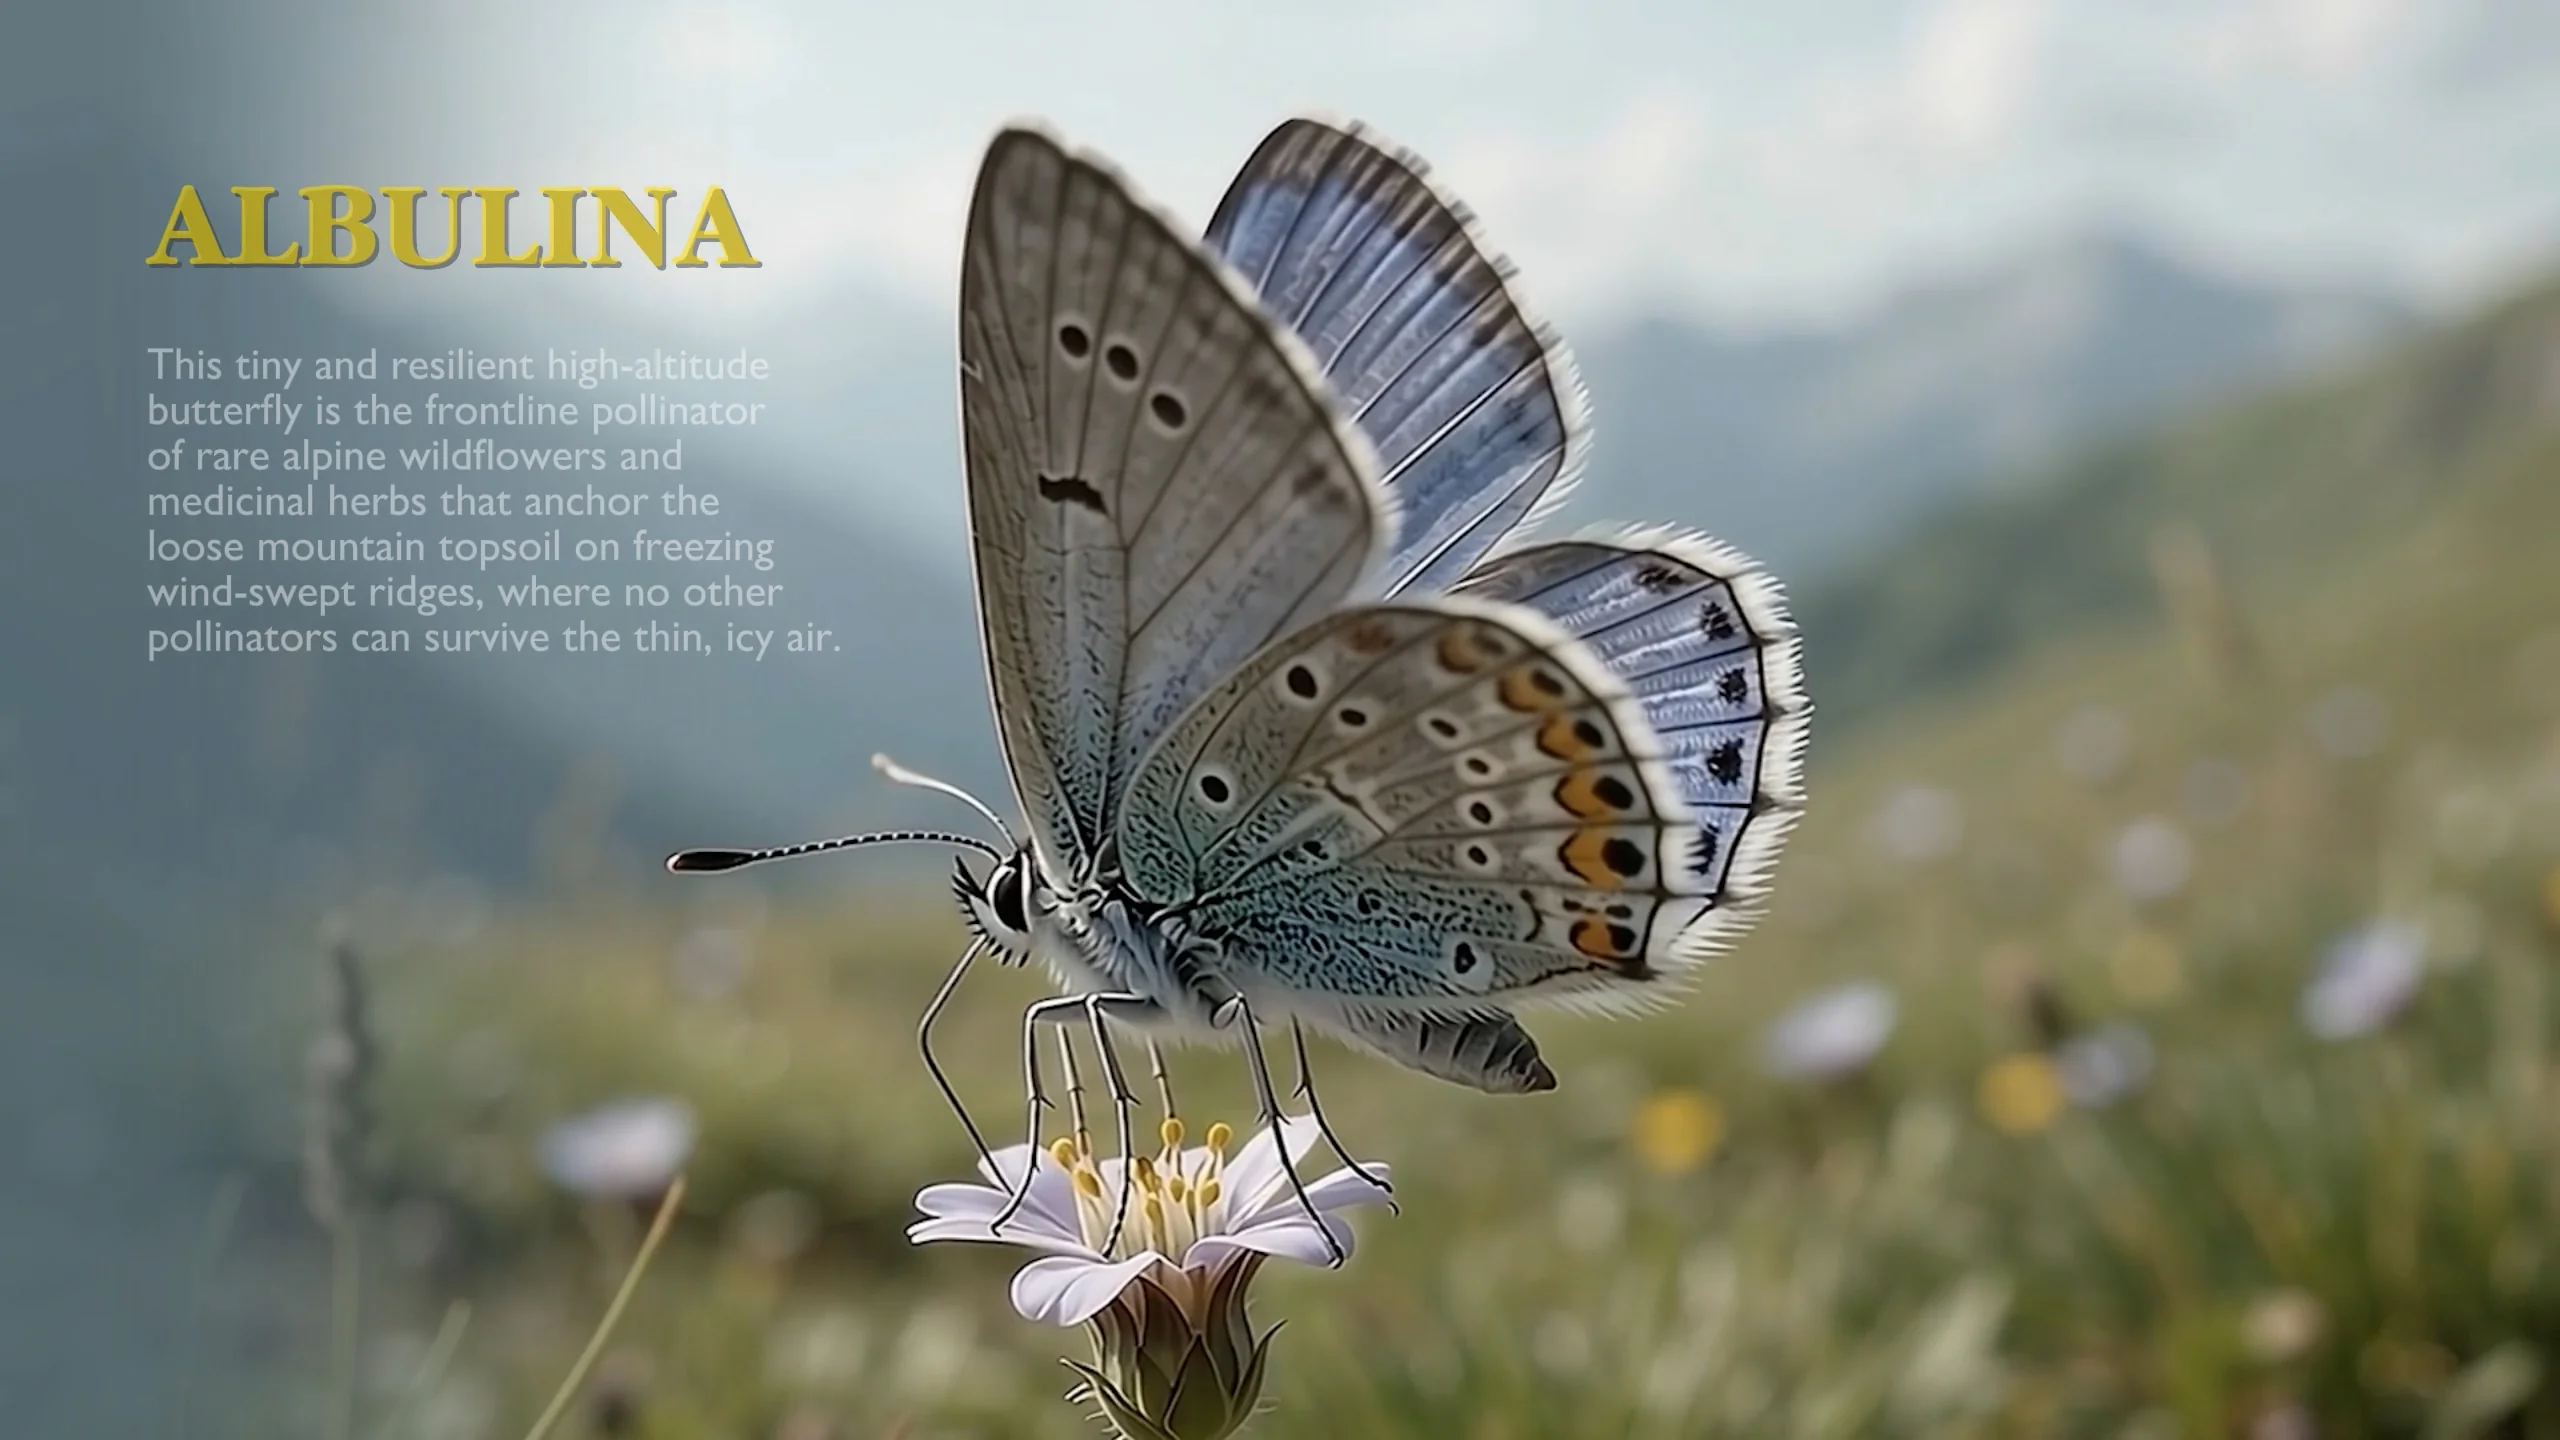 ALBULINA
This tiny and resilient high-altitude
butterfly is the frontline pollinator
of rare alpine wildflowers and
medicinal herbs that anchor the
loose mountain topsoil on freezing
wind-swept ridges, where no other
pollinators can survive the thin, icy air.